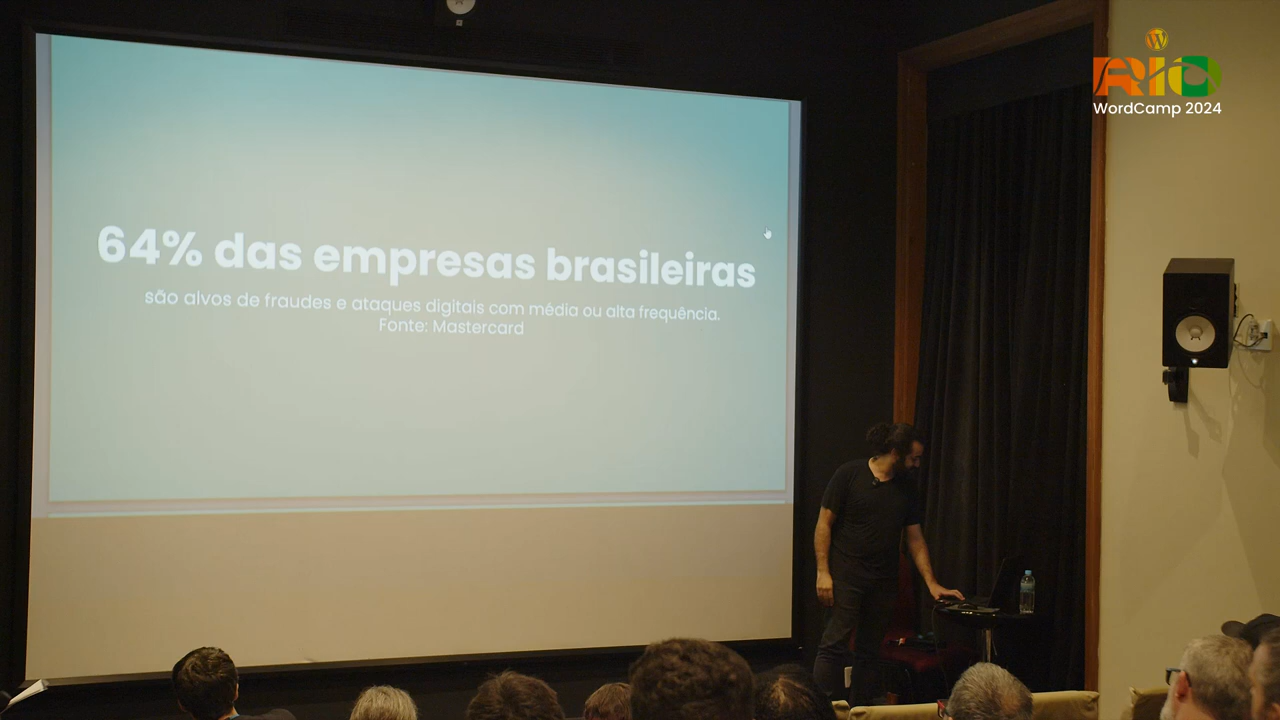 64% das empresas brasileiras
são alvos de fraudes e ataques digitais com média ou alta frequência.
Fonte: Mastercard
RIO
WordCamp 2024